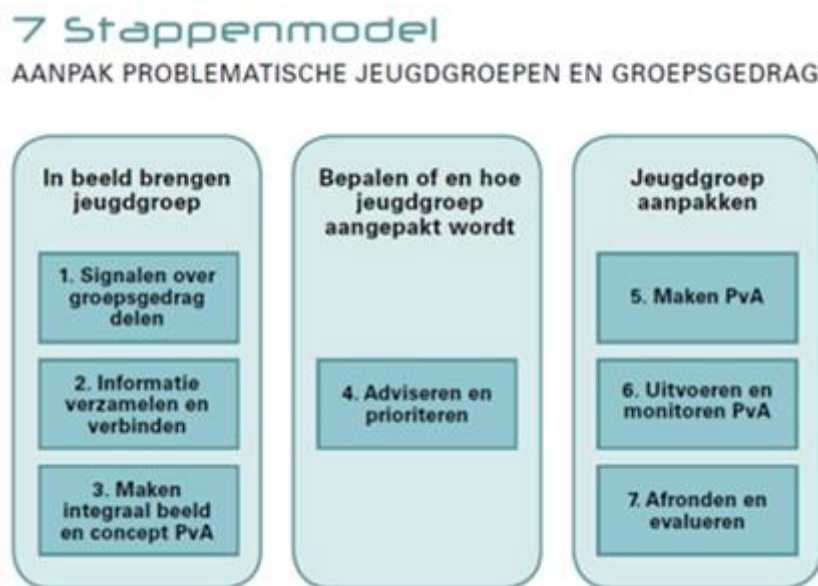 7 Stappenmodel
AANPAK PROBLEMATISCHE JEUGDGROEPEN EN GROEPSGEDRAG
In beeld brengen
jeugdgroep
1. Signalen over
groepsgedrag
delen
2. Informatie
verzamelen en
verbinden
3. Maken
integraal beeld
en concept PvA
Bepalen of en hoe
jeugdgroep
aangepakt wordt
4. Adviseren en
prioriteren
Jeugdgroep
aanpakken
5. Maken PvA
6. Uitvoeren en
monitoren PvA
7. Afronden en
evalueren